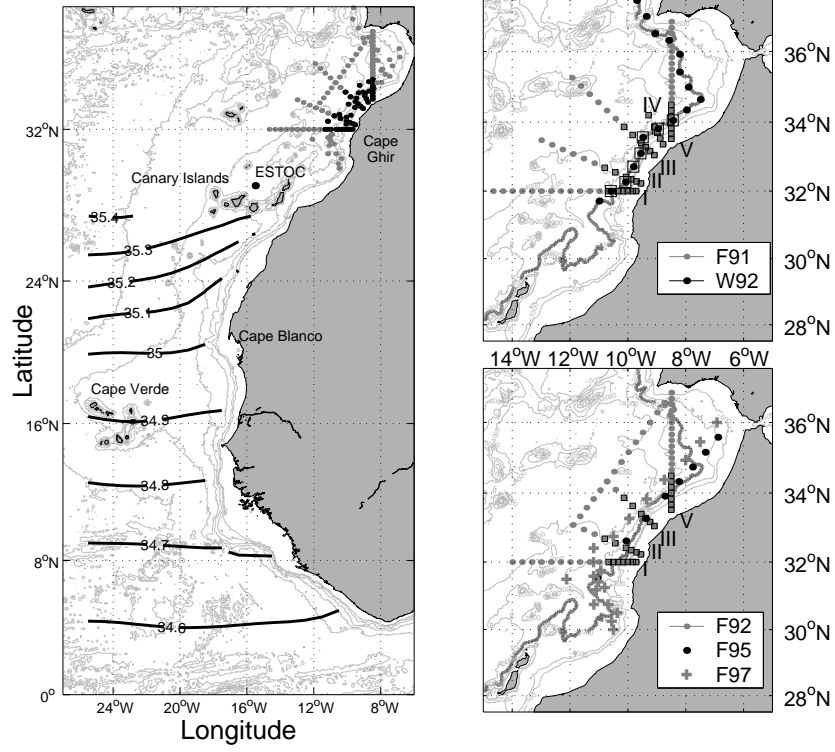 32°N
24°N
16°N
8°N
0°
24°W
20°W
16°W
12°W
8°W
Latitude
Longitude
Cape
Ghir
Canary Islands
ESTOC
35.4
35.3
35.2
35.1
35
Cape Blanco
Cape Verde
34.9
34.8
34.7
34.6
36°N
34°N
32°N
30°N
28°N
IV
V
III
II
I
F91
W92
14°W
12°W
10°W
8°W
6°W
36°N
34°N
32°N
30°N
28°N
V
III
II
I
F92
F95
F97